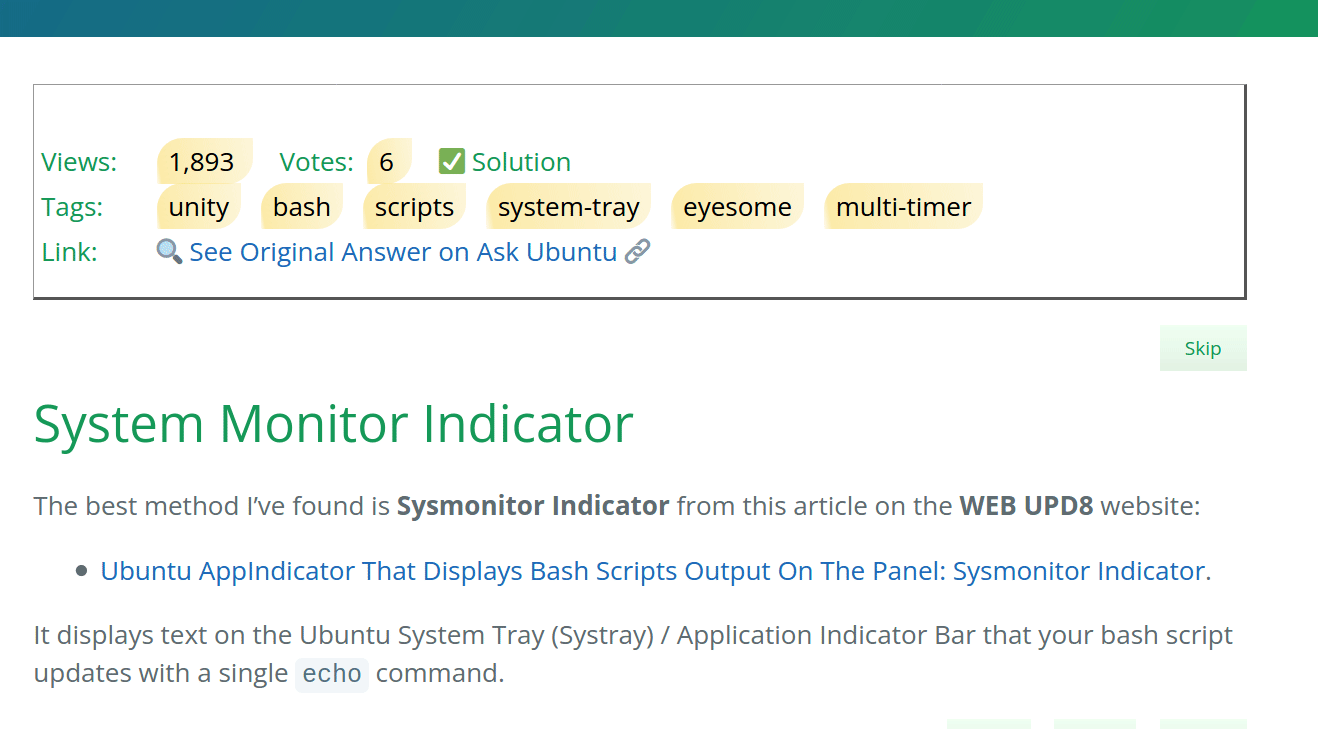 Views: 1,893 Votes: 6 ✅ Solution
Tags: unity bash scripts system-tray eyesome multi-timer
Link: 🔍 See Original Answer on Ask Ubuntu 🔗
Skip
System Monitor Indicator
The best method I’ve found is Sysmonitor Indicator from this article on the WEB UPD8 website:
• Ubuntu AppIndicator That Displays Bash Scripts Output On The Panel: Sysmonitor Indicator.
It displays text on the Ubuntu System Tray (Systray) / Application Indicator Bar that your bash script
updates with a single echo command.